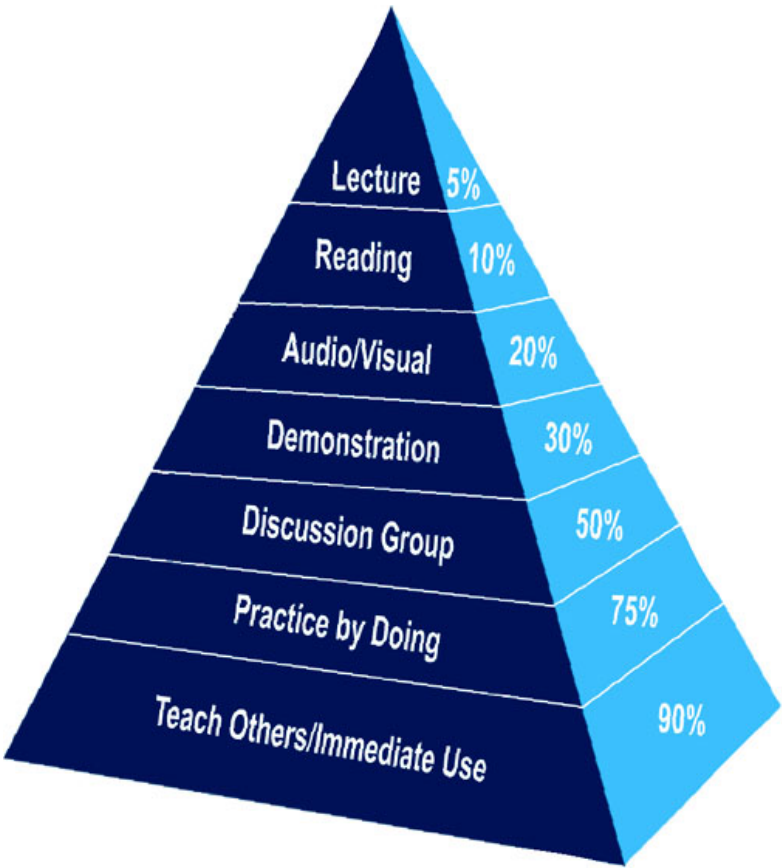 Lecture 5%
Reading 10%
Audio/Visual 20%
Demonstration 30%
Discussion Group 50%
Practice by Doing 75%
Teach Others/Immediate Use 90%